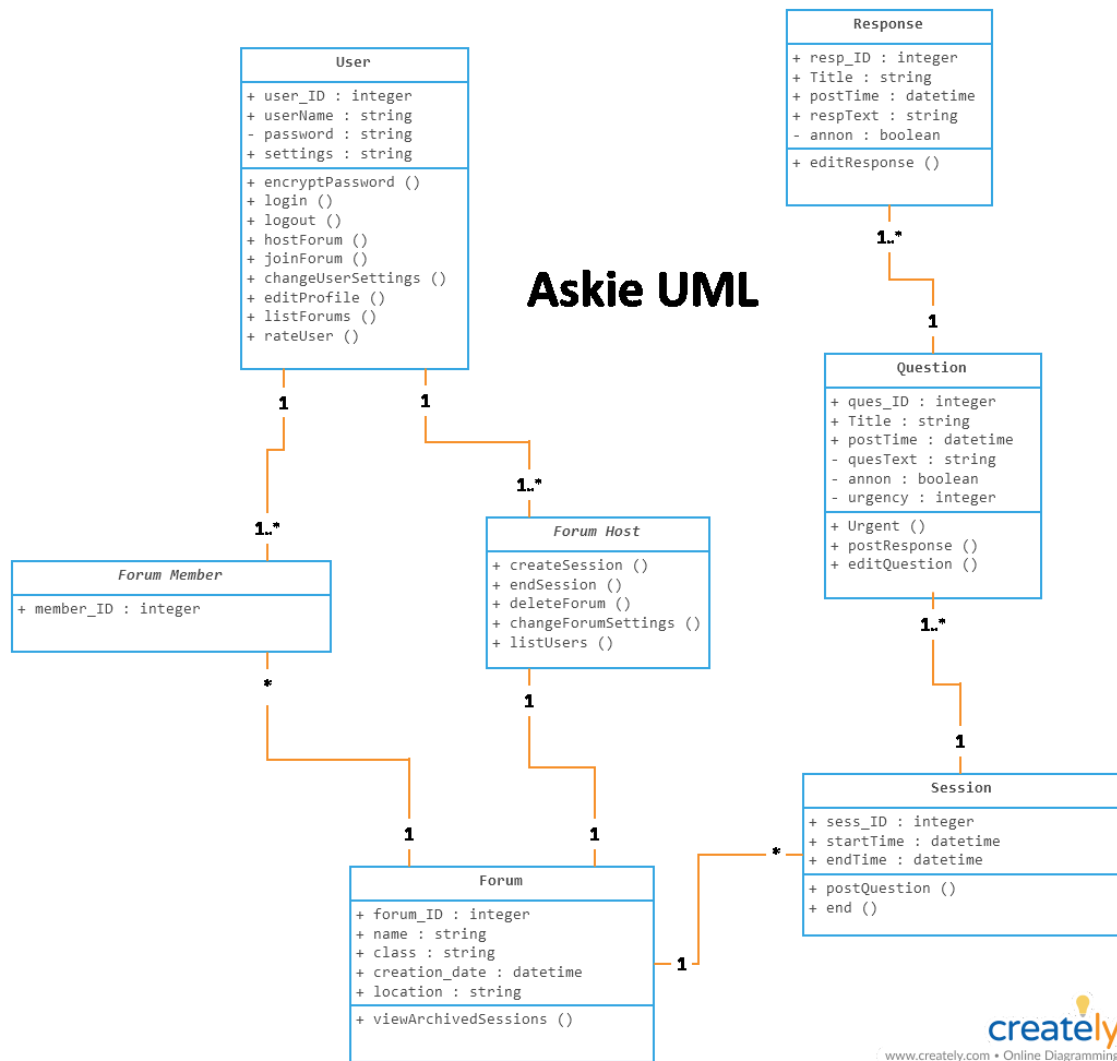 User
+ user_ID : integer
+ userName : string
- password : string
+ settings : string
+ encryptPassword ()
+ login ()
+ logout ()
+ hostForum ()
+ joinForum ()
+ changeUserSettings ()
+ editProfile ()
+ listForums ()
+ rateUser ()
Response
+ resp_ID : integer
+ Title : string
+ postTime : datetime
+ respText : string
- annon : boolean
+ editResponse ()
1..*
1
Askie UML
Question
+ ques_ID : integer
+ Title : string
+ postTime : datetime
- quesText : string
- annon : boolean
- urgency : integer
+ Urgent ()
+ postResponse ()
+ editQuestion ()
1..*
1
1
1
1..*
1..*
Forum Member
+ member_ID : integer
*
1
Forum Host
+ createSession ()
+ endSession ()
+ deleteForum ()
+ changeForumSettings ()
+ listUsers ()
1
1
Session
+ sess_ID : integer
+ startTime : datetime
+ endTime : datetime
+ postQuestion ()
+ end ()
*
1
Forum
+ forum_ID : integer
+ name : string
+ class : string
+ creation_date : datetime
+ location : string
+ viewArchivedSessions ()
creately
www.creately.com • Online Diagramming